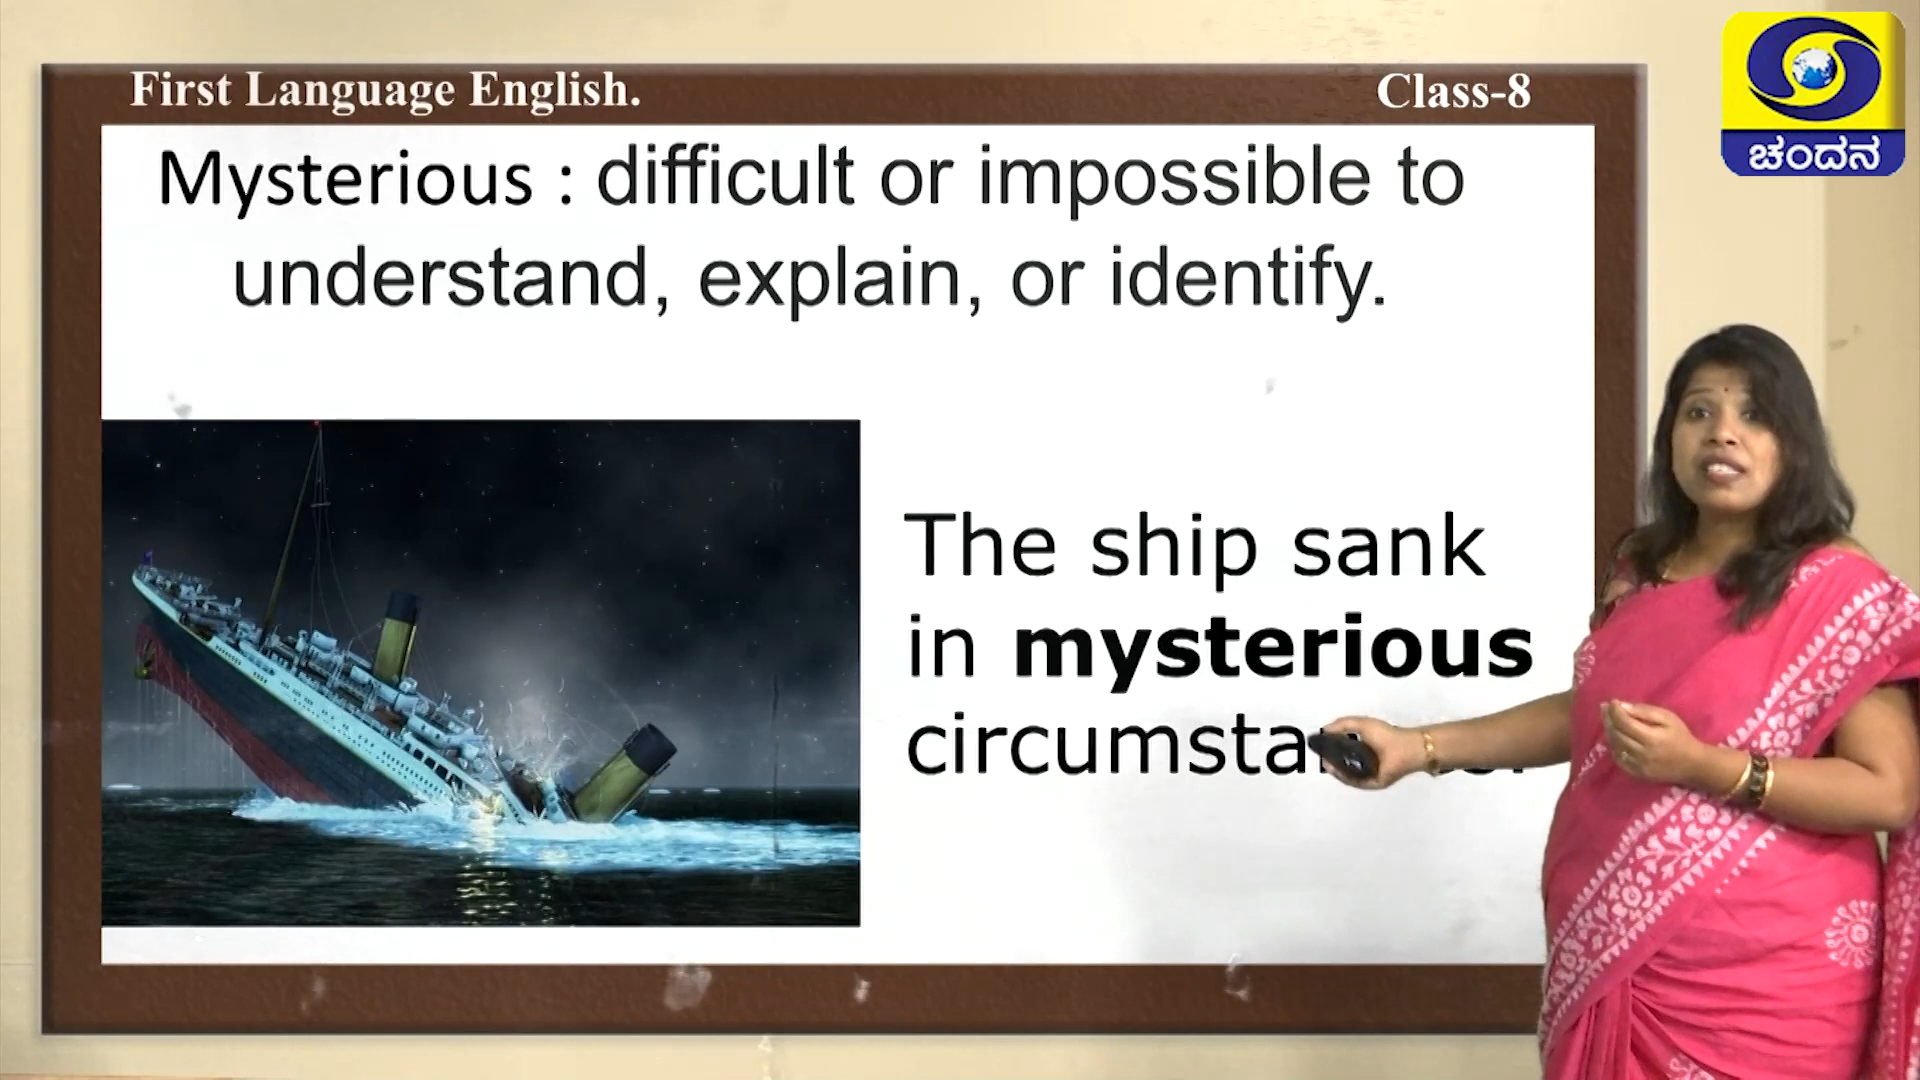 First Language English.
Class-8
ಚಂದನ
Mysterious : difficult or impossible to
understand, explain, or identify.
The ship sank
in mysterious